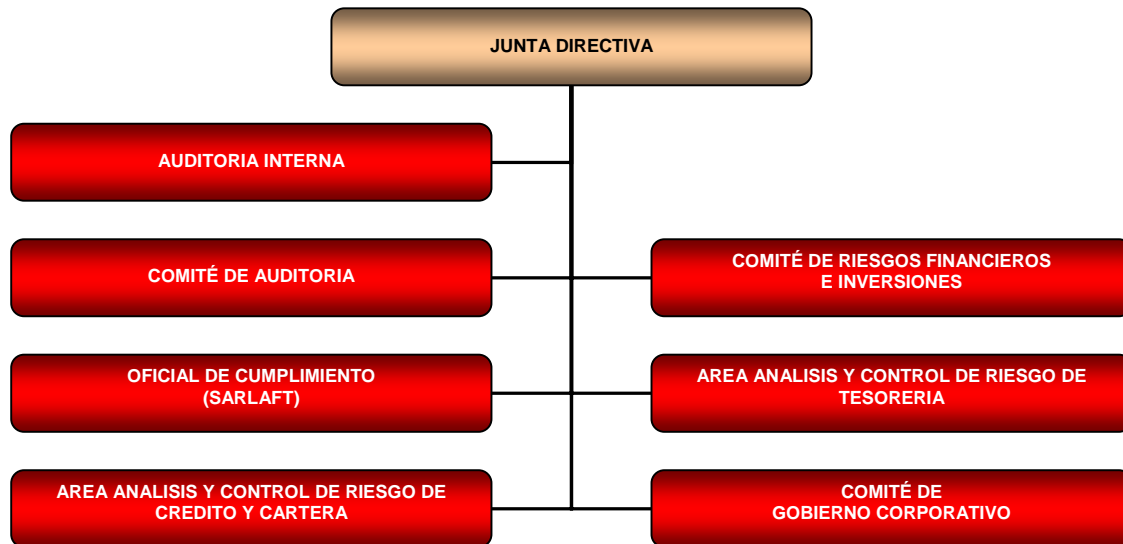 JUNTA DIRECTIVA
AUDITORIA INTERNA
COMITÉ DE AUDITORIA
COMITÉ DE RIESGOS FINANCIEROS
E INVERSIONES
OFICIAL DE CUMPLIMIENTO
(SARLAFT)
AREA ANALISIS Y CONTROL DE RIESGO DE
TESORERIA
AREA ANALISIS Y CONTROL DE RIESGO DE
CREDITO Y CARTERA
COMITÉ DE
GOBIERNO CORPORATIVO